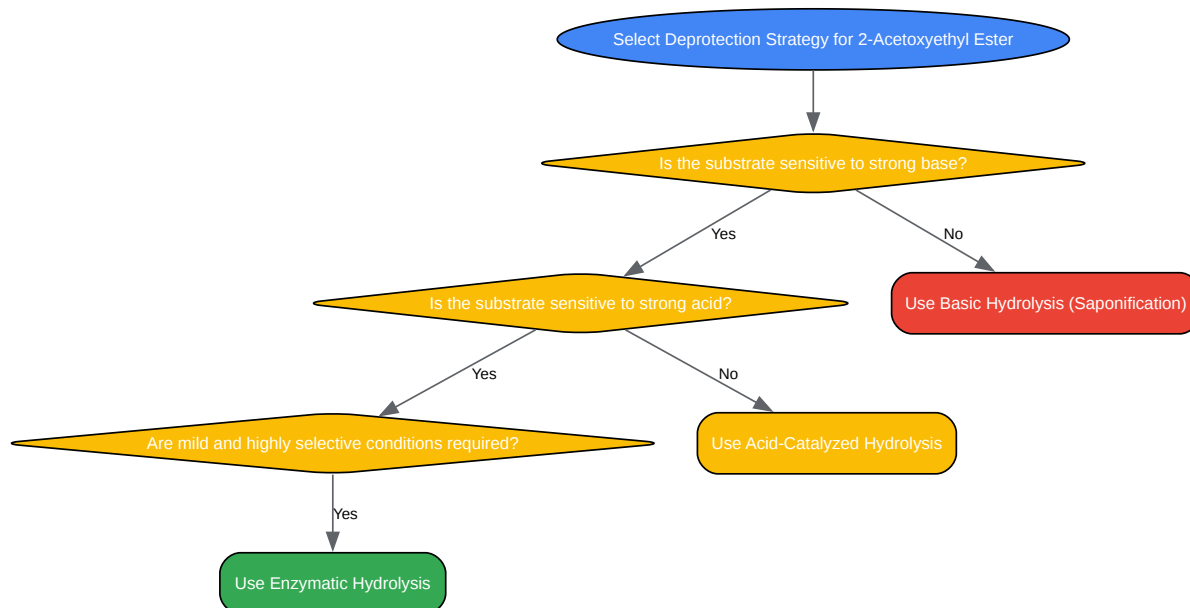 Select Deprotection Strategy for 2-Acetoxyethyl Ester
Is the substrate sensitive to strong base?
Yes
No
Is the substrate sensitive to strong acid?
Use Basic Hydrolysis (Saponification)
Yes
No
Are mild and highly selective conditions required?
Use Acid-Catalyzed Hydrolysis
Yes
Use Enzymatic Hydrolysis